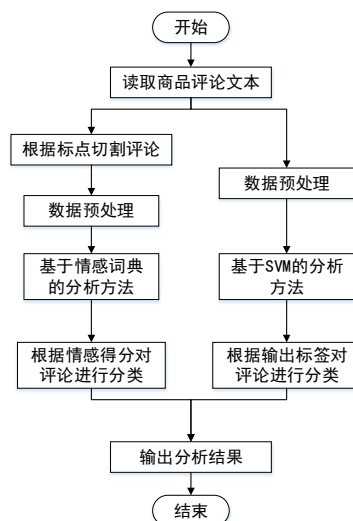 开始
读取商品评论文本
根据标点切割评论
数据预处理
数据预处理
基于情感词典
的分析方法
基于SVM的分析
方法
根据情感得分对
评论进行分类
根据输出标签对
评论进行分类
输出分析结果
结束